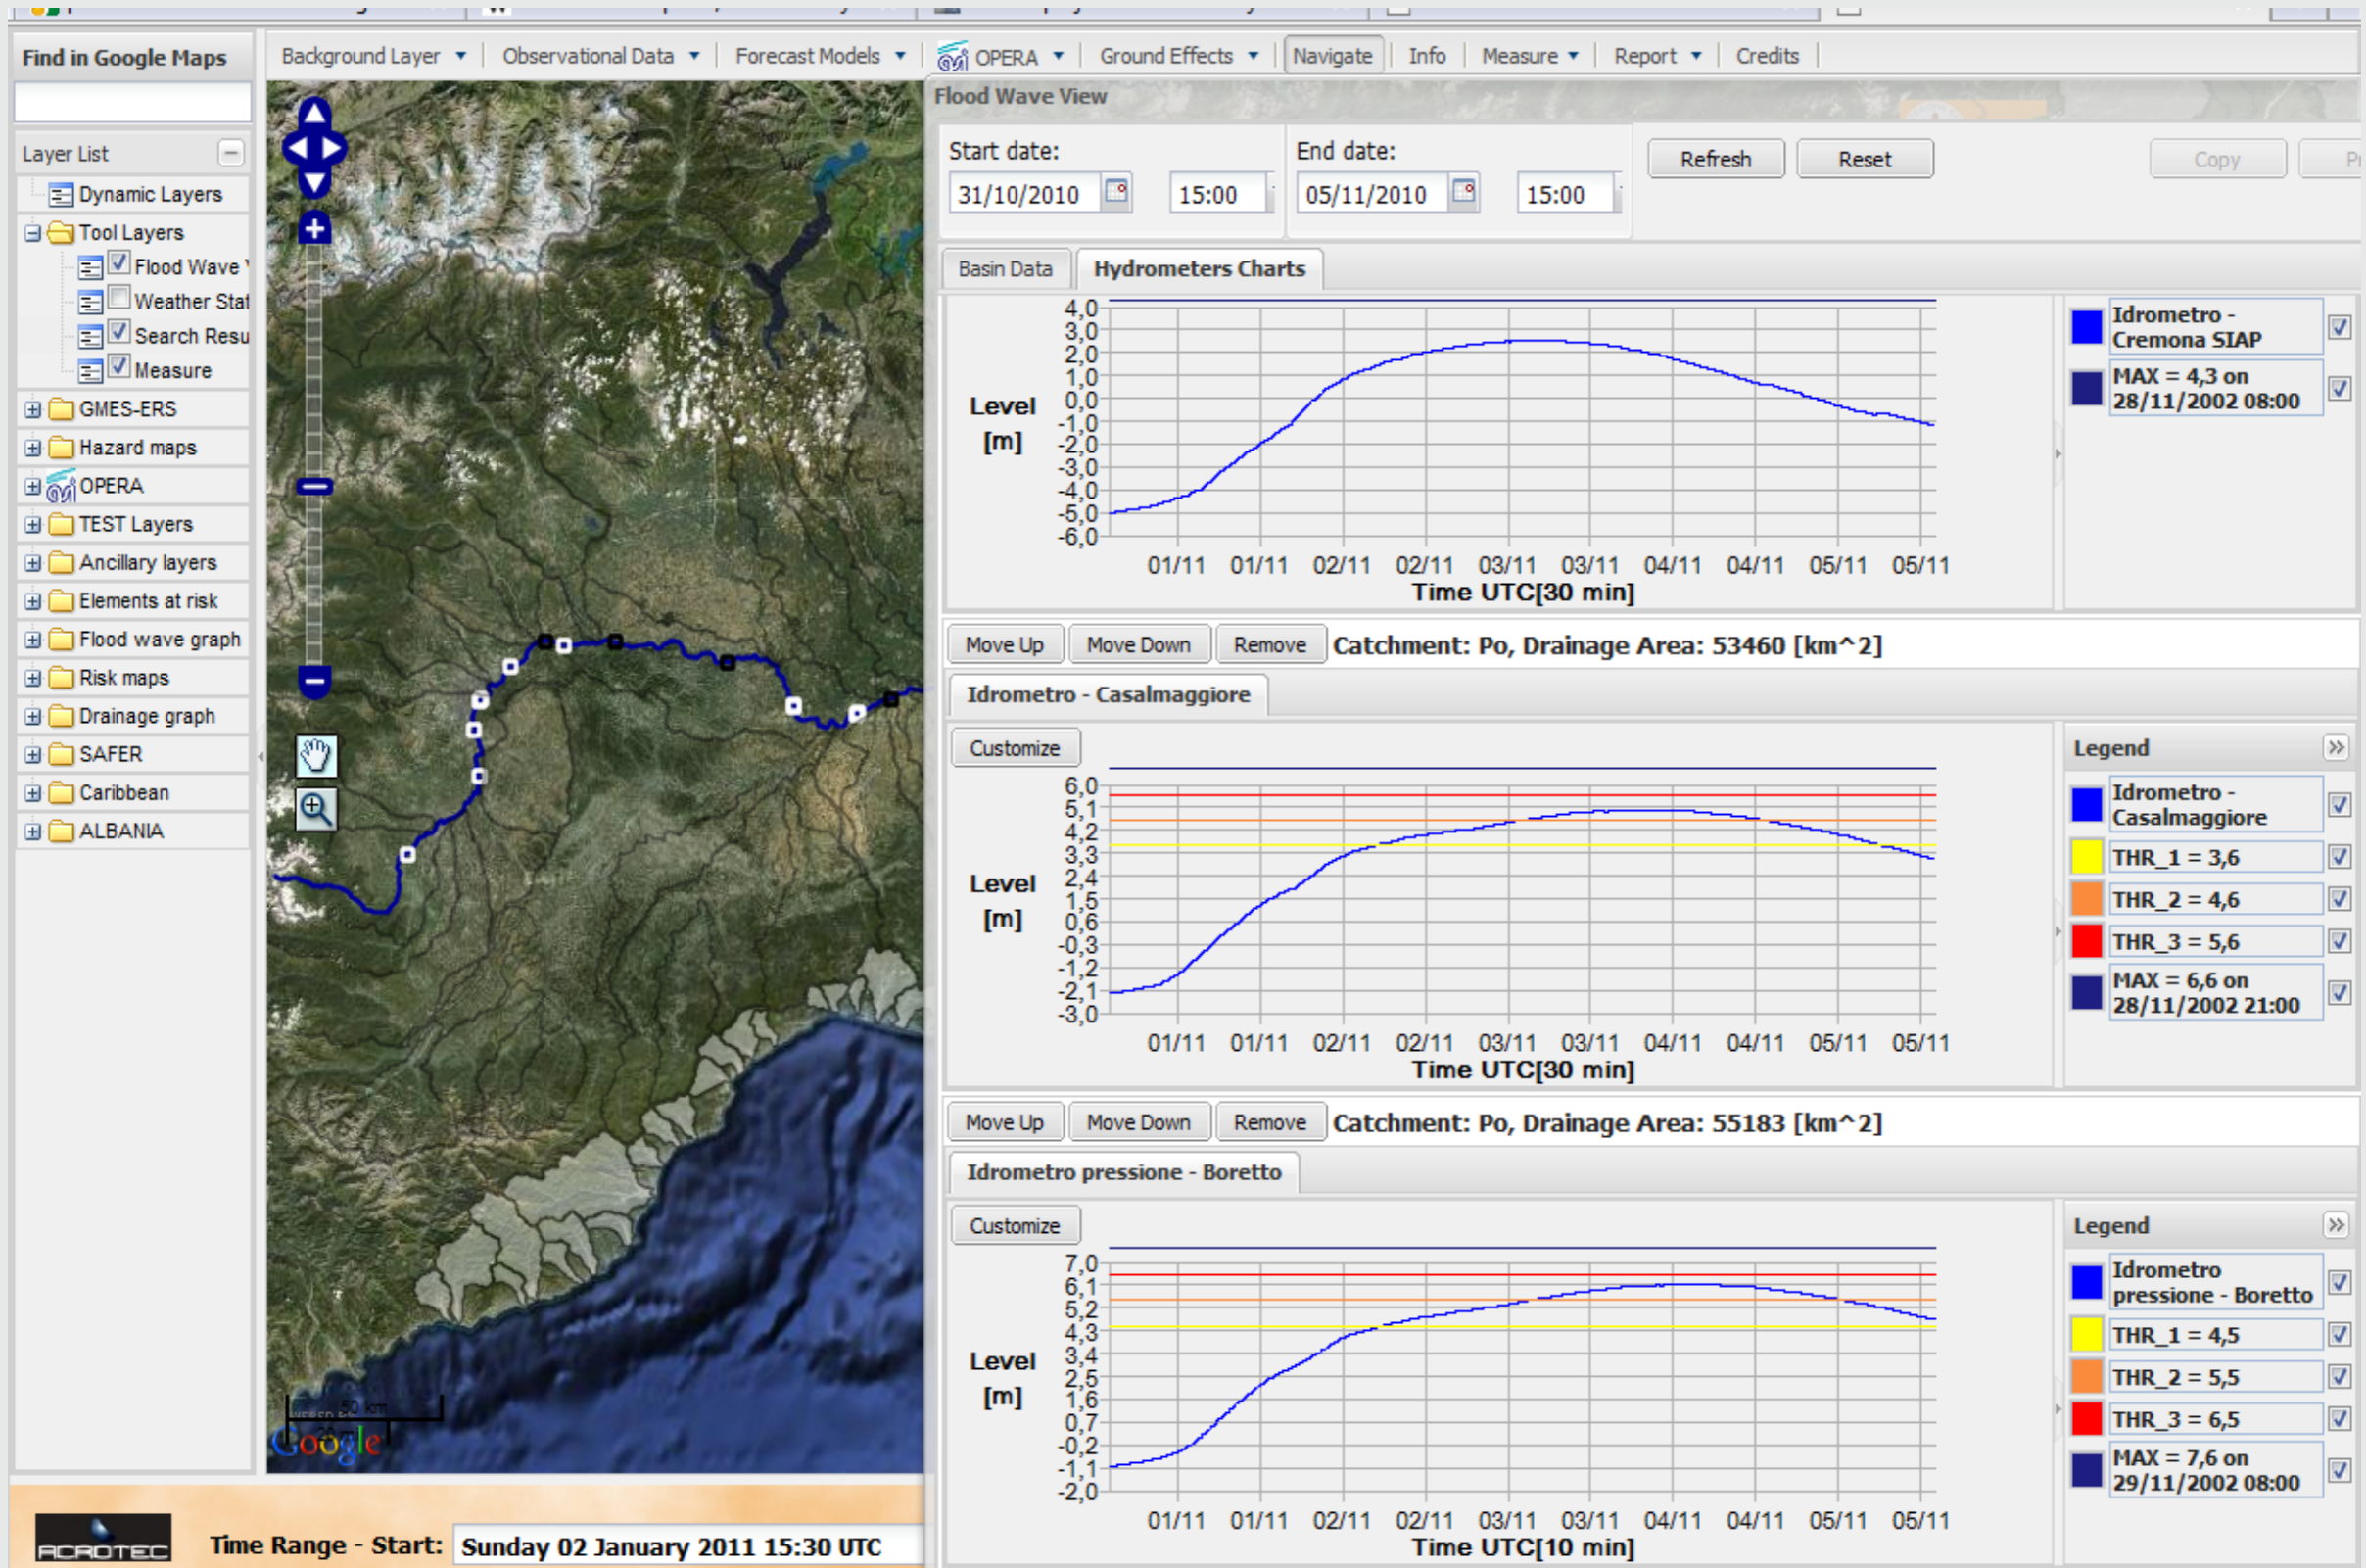 Find in Google Maps
Background Layer
Observational Data
Forecast Models
OPERA
Ground Effects
Navigate
Info
Measure
Report
Credits
Layer List
Dynamic Layers
Tool Layers
Flood Wave
Weather Stat
Search Resu
Measure
GMES-ERS
Hazard maps
OPERA
TEST Layers
Ancillary layers
Elements at risk
Flood wave graph
Risk maps
Drainage graph
SAFER
Caribbean
ALBANIA
50 km
Google
ACROTEC
Time Range - Start: Sunday 02 January 2011 15:30 UTC
Flood Wave View
Start date:
End date:
31/10/2010 15:00
05/11/2010 15:00
Refresh
Reset
Copy
Basin Data
Hydrometers Charts
4,0
3,0
2,0
1,0
0,0
-1,0
-2,0
-3,0
-4,0
-5,0
-6,0
Level
[m]
01/11 01/11 02/11 02/11 03/11 03/11 04/11 04/11 05/11 05/11
Time UTC[30 min]
Idrometro -
Cremona SIAP
MAX = 4,3 on
28/11/2002 08:00
Move Up
Move Down
Remove
Catchment: Po, Drainage Area: 53460 [km^2]
Idrometro - Casalmaggiore
Customize
6,0
5,1
4,2
3,3
2,4
1,5
0,6
-0,3
-1,2
-2,1
-3,0
Level
[m]
01/11 01/11 02/11 02/11 03/11 03/11 04/11 04/11 05/11 05/11
Time UTC[30 min]
Legend
Idrometro -
Casalmaggiore
THR_1 = 3,6
THR_2 = 4,6
THR_3 = 5,6
MAX = 6,6 on
28/11/2002 21:00
Move Up
Move Down
Remove
Catchment: Po, Drainage Area: 55183 [km^2]
Idrometro pressione - Boretto
Customize
7,0
6,1
5,2
4,3
3,4
2,5
1,6
0,7
-0,2
-1,1
-2,0
Level
[m]
01/11 01/11 02/11 02/11 03/11 03/11 04/11 04/11 05/11 05/11
Time UTC[10 min]
Legend
Idrometro
pressione - Boretto
THR_1 = 4,5
THR_2 = 5,5
THR_3 = 6,5
MAX = 7,6 on
29/11/2002 08:00